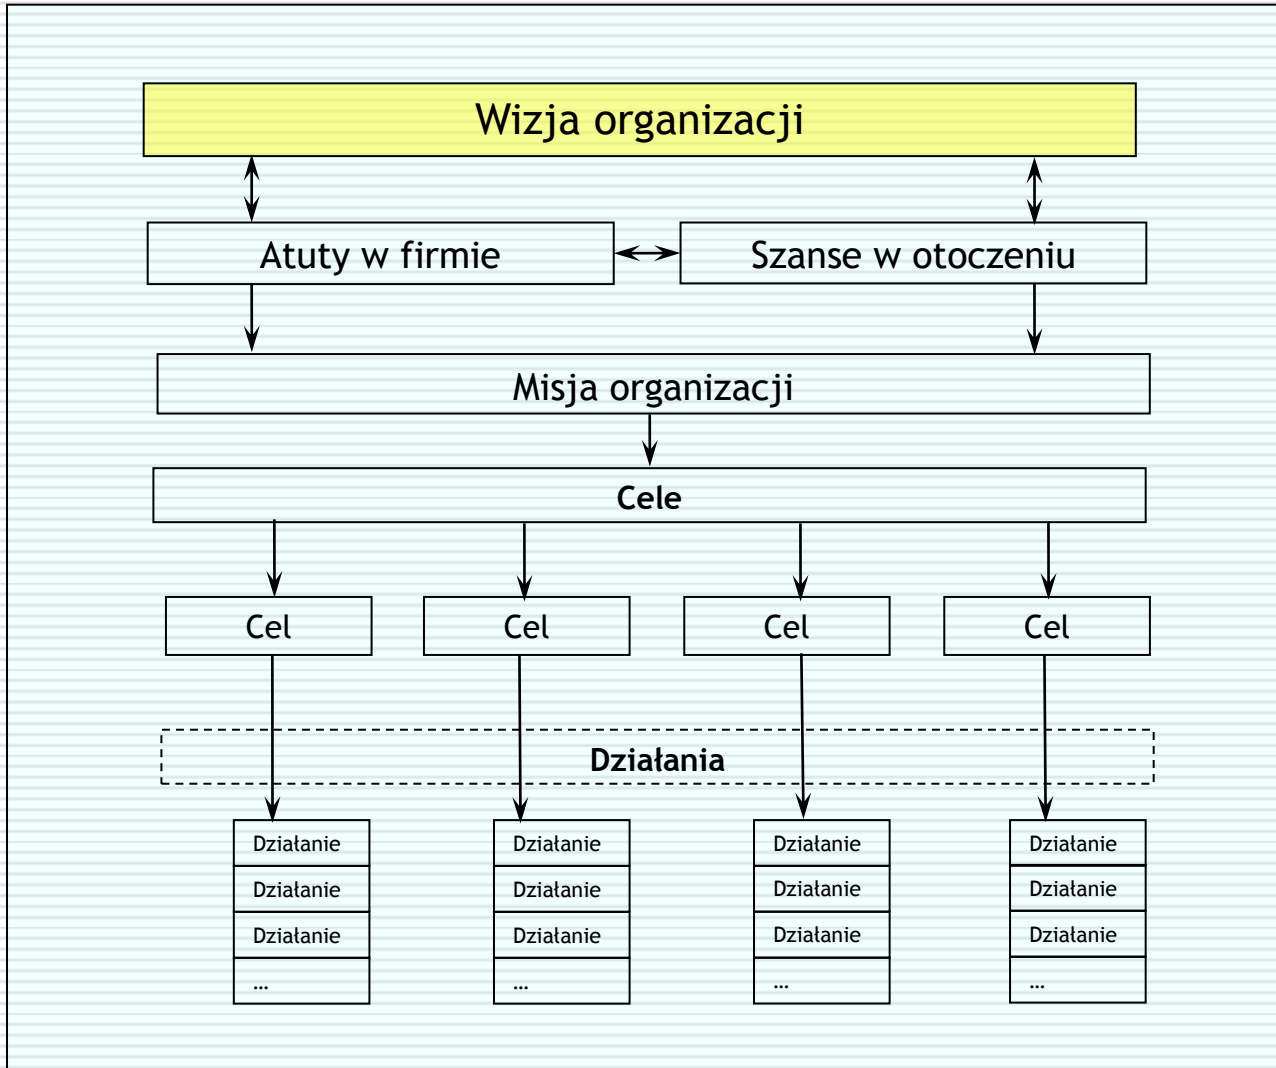 Wizja organizacji
Atuty w firmie
Szanse w otoczeniu
Misja organizacji
Cele
Cel
Cel
Cel
Cel
Działania
Działanie
Działanie
Działanie
...
Działanie
Działanie
Działanie
...
Działanie
Działanie
Działanie
...
Działanie
Działanie
Działanie
...